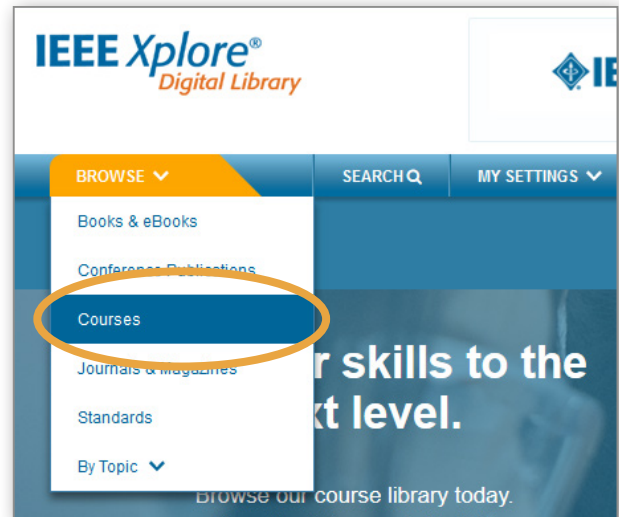 IEEE Xplore®
Digital Library
IE
BROWSE
SEARCH
MY SETTINGS
Books & eBooks
Conference Publications
Courses
Journals & Magazines
Standards
By Topic
r skills to the
xt level.
Browse our course library today.